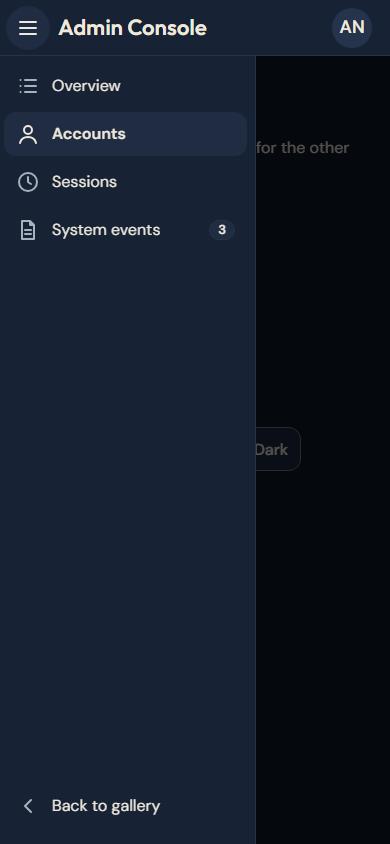 Admin Console
AN
Overview
for the other
Accounts
Sessions
System events 3
Dark
Back to gallery